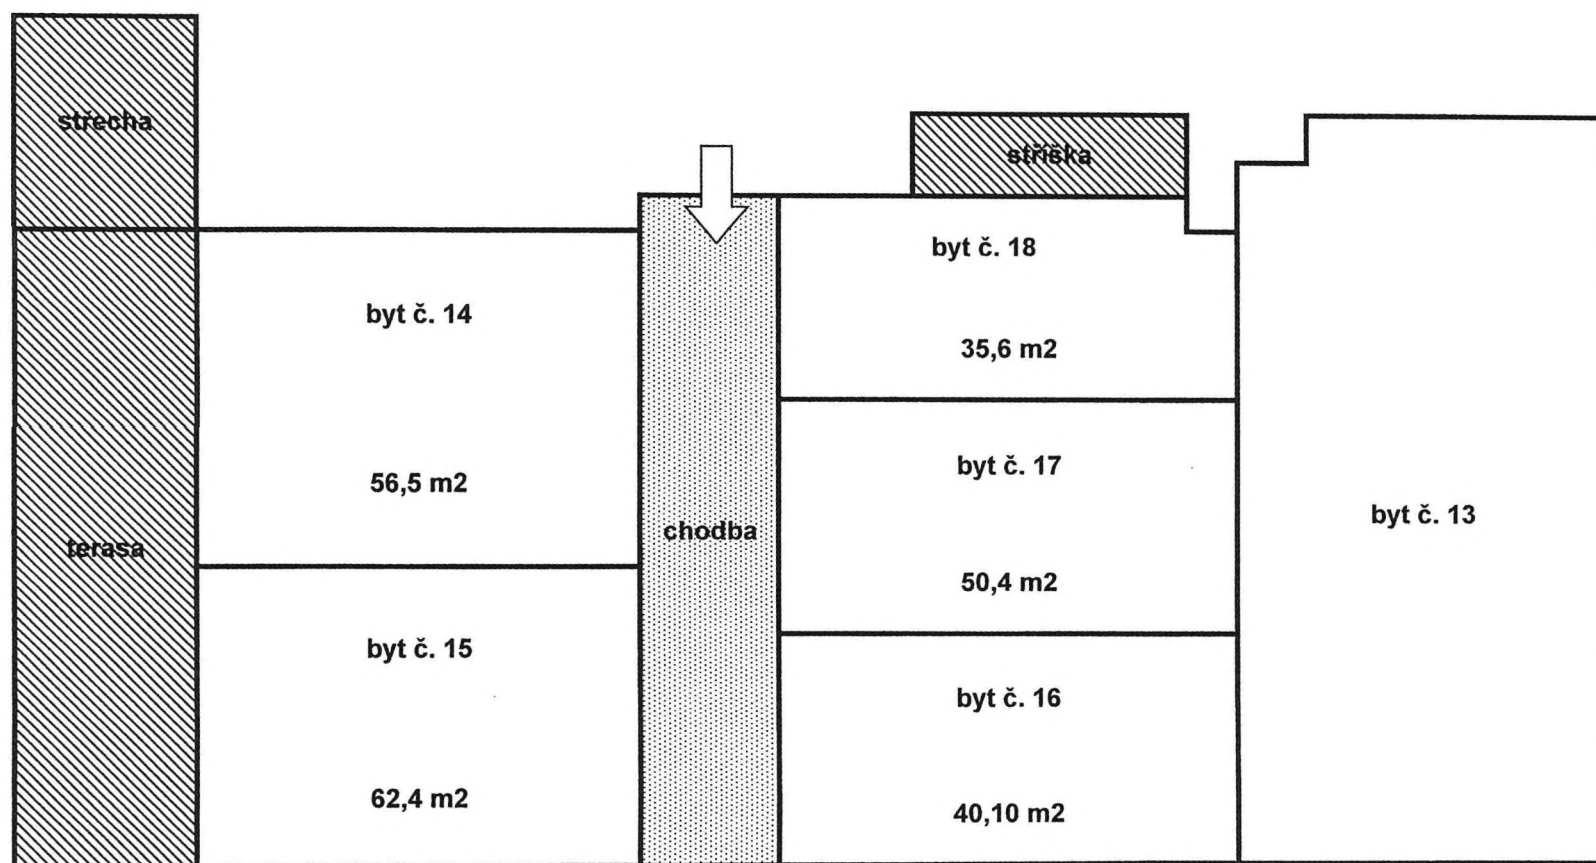 střecha
stříška
byt č. 18
35,6 m2
byt č. 14
56,5 m2
byt č. 17
50,4 m2
byt č. 13
chodba
terasa
byt č. 15
62,4 m2
byt č. 16
40,10 m2